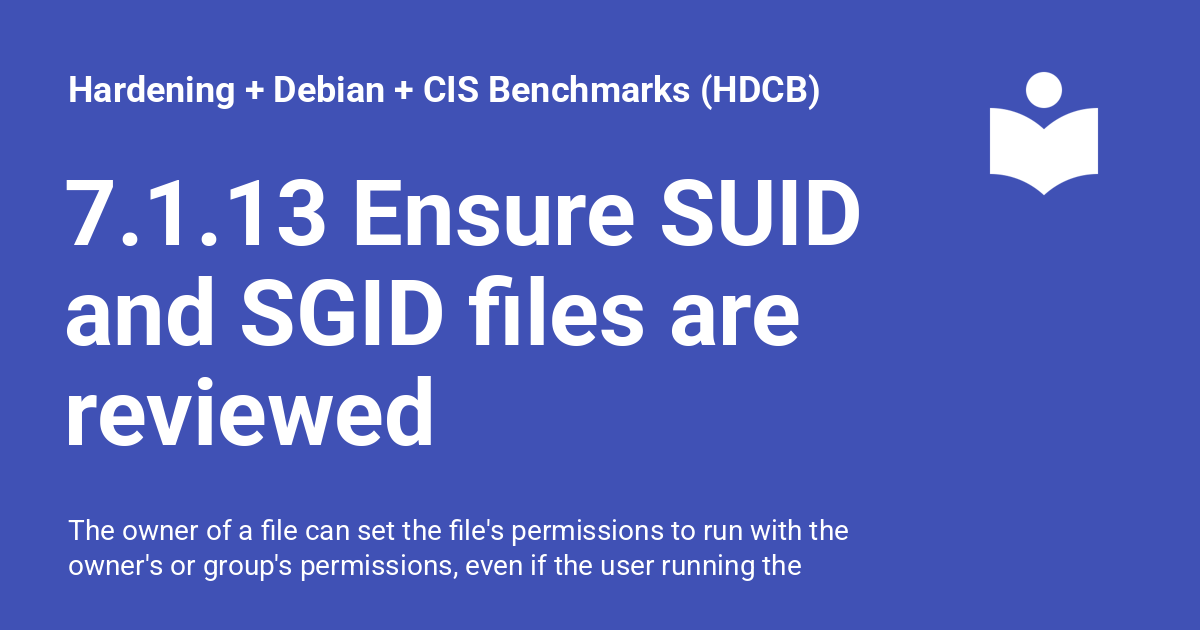 Hardening + Debian + CIS Benchmarks (HDCB)
7.1.13 Ensure SUID
and SGID files are
reviewed
The owner of a file can set the file's permissions to run with the
owner's or group's permissions, even if the user running the